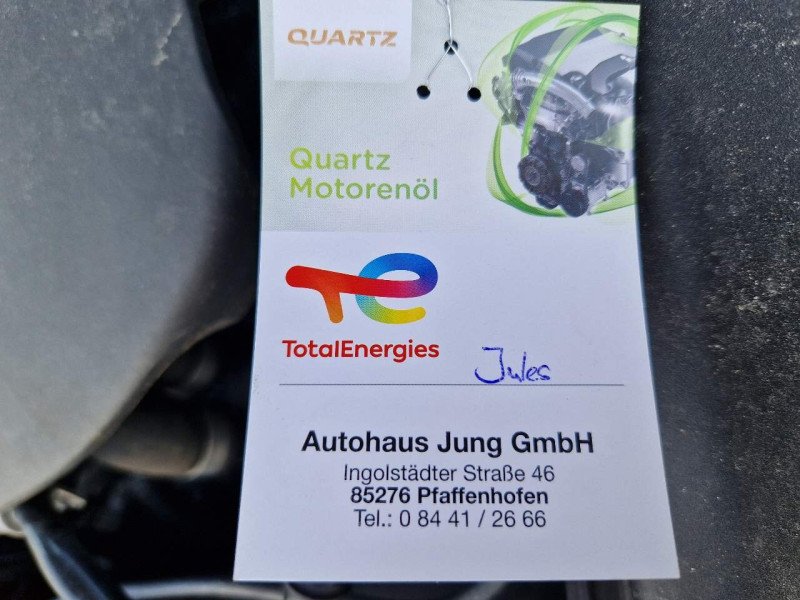 QUARTZ
Quartz
Motorenöl
TotalEnergies
Jules
Autohaus Jung GmbH
Ingolstädter Straße 46
85276 Pfaffenhofen
Tel.: 0 84 41 / 26 66